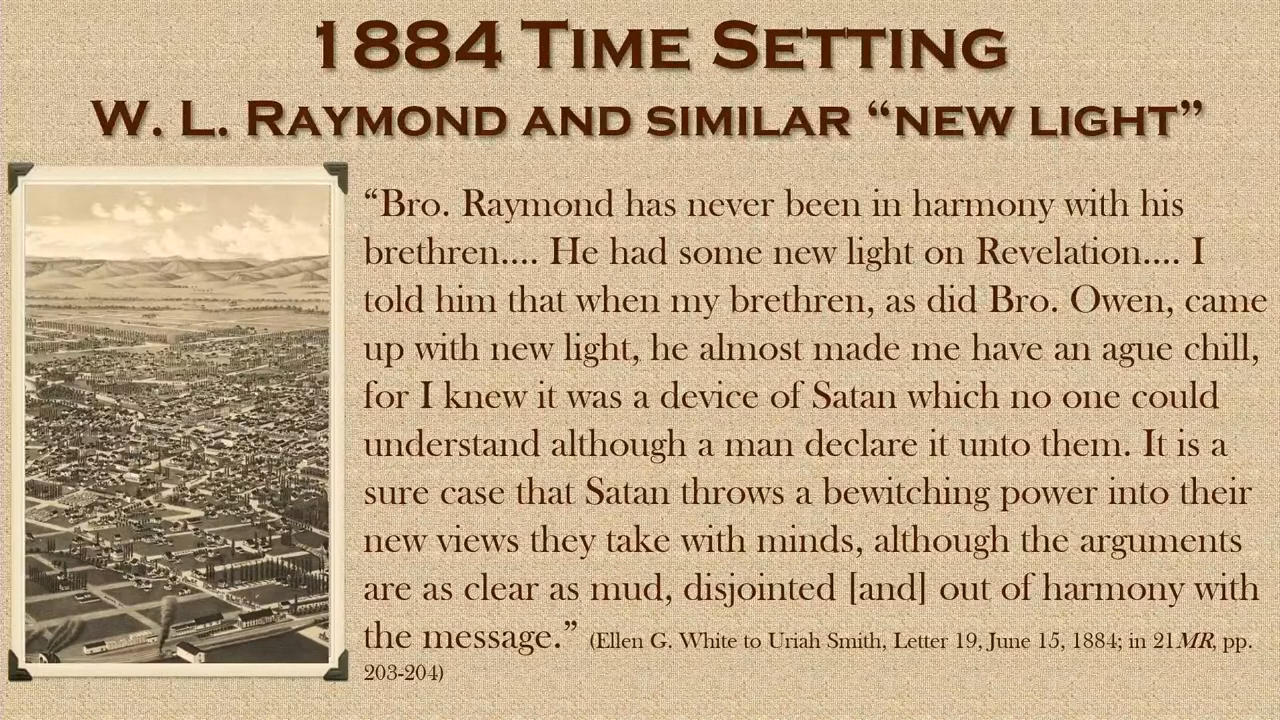 1884 Time Setting
W. L. Raymond and similar “new light”
“Bro. Raymond has never been in harmony with his
brethren.... He had some new light on Revelation.... I
told him that when my brethren, as did Bro. Owen, came
up with new light, he almost made me have an ague chill,
for I knew it was a device of Satan which no one could
understand although a man declare it unto them. It is a
sure case that Satan throws a bewitching power into their
new views they take with minds, although the arguments
are as clear as mud, disjointed [and] out of harmony with
the message.” (Ellen G. White to Uriah Smith, Letter 19, June 15, 1884; in 21MR, pp.
203-204)